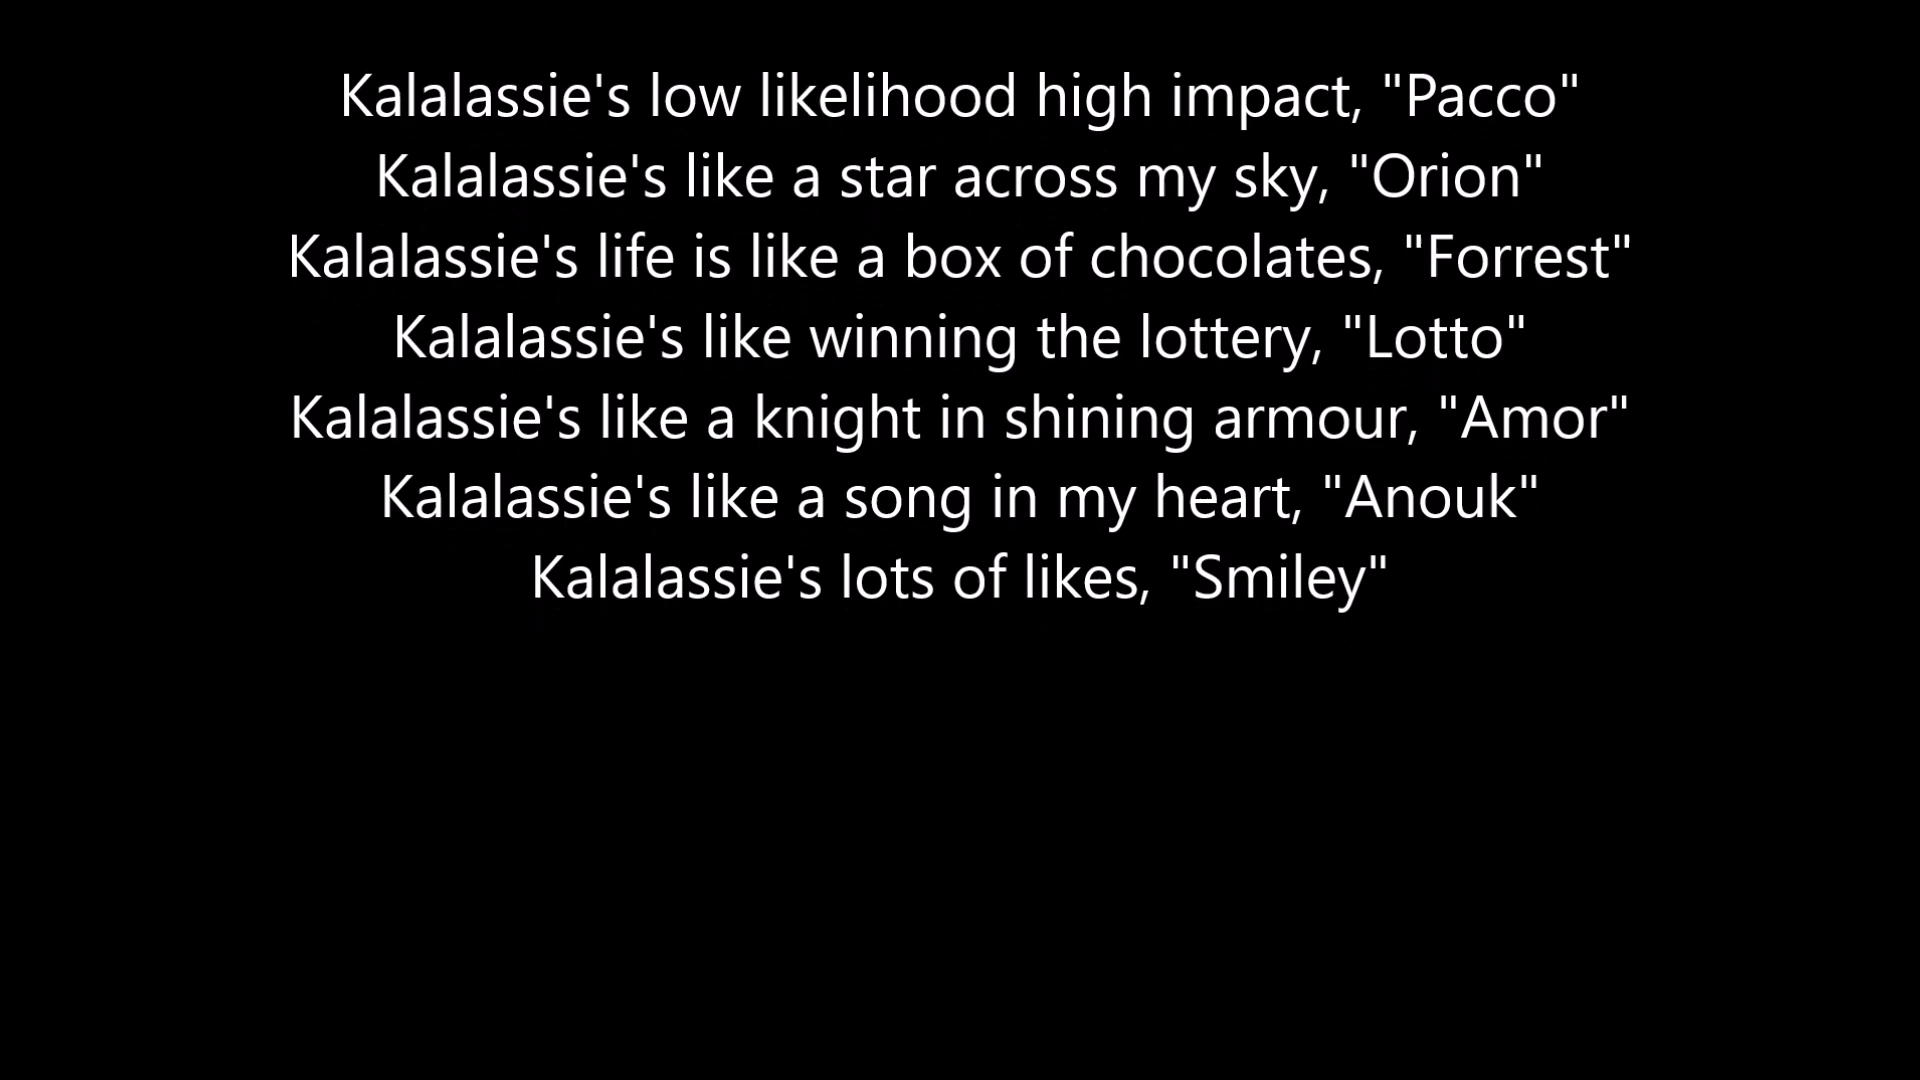 Kalalassie's low likelihood high impact, "Pacco"
Kalalassie's like a star across my sky, "Orion"
Kalalassie's life is like a box of chocolates, "Forrest"
Kalalassie's like winning the lottery, "Lotto"
Kalalassie's like a knight in shining armour, "Amor"
Kalalassie's like a song in my heart, "Anouk"
Kalalassie's lots of likes, "Smiley"